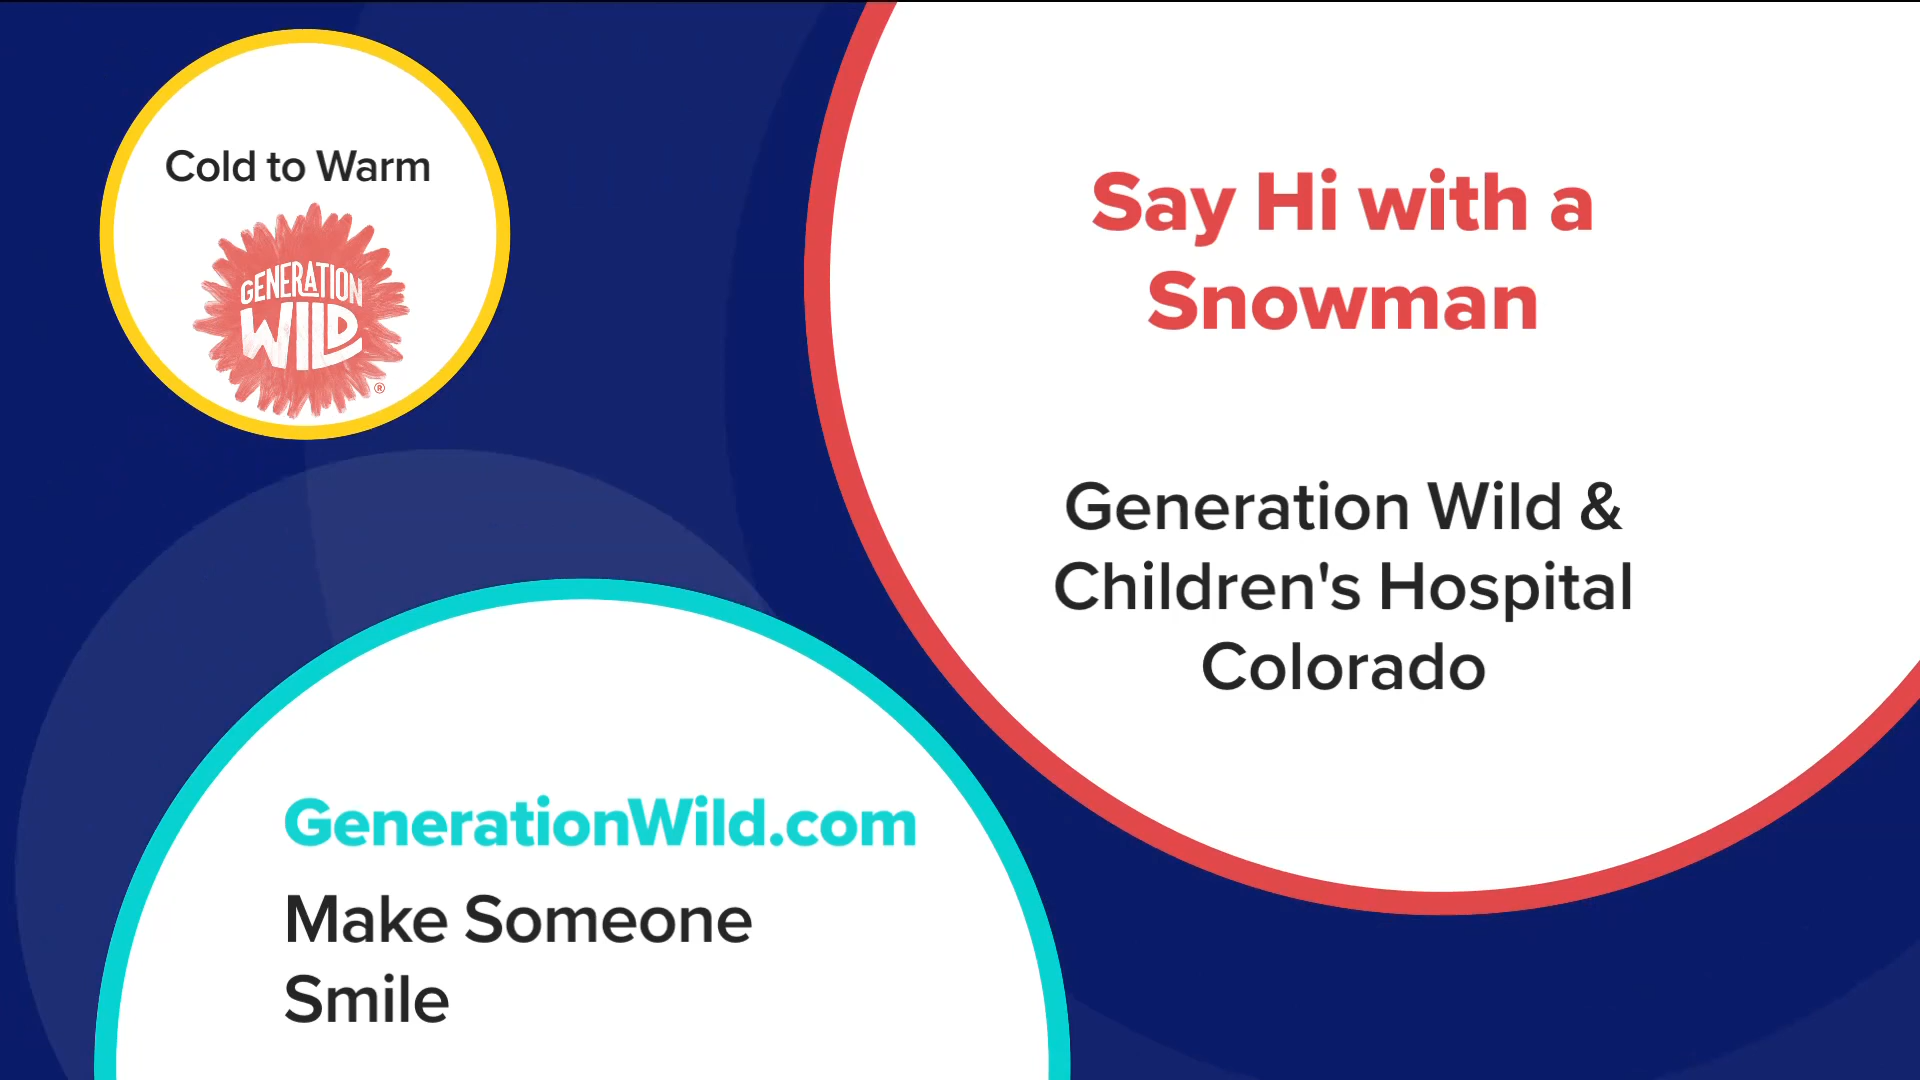 Cold to Warm
GENERATION
WILD
®
Say Hi with a
Snowman
Generation Wild &
Children's Hospital
Colorado
GenerationWild.com
Make Someone
Smile